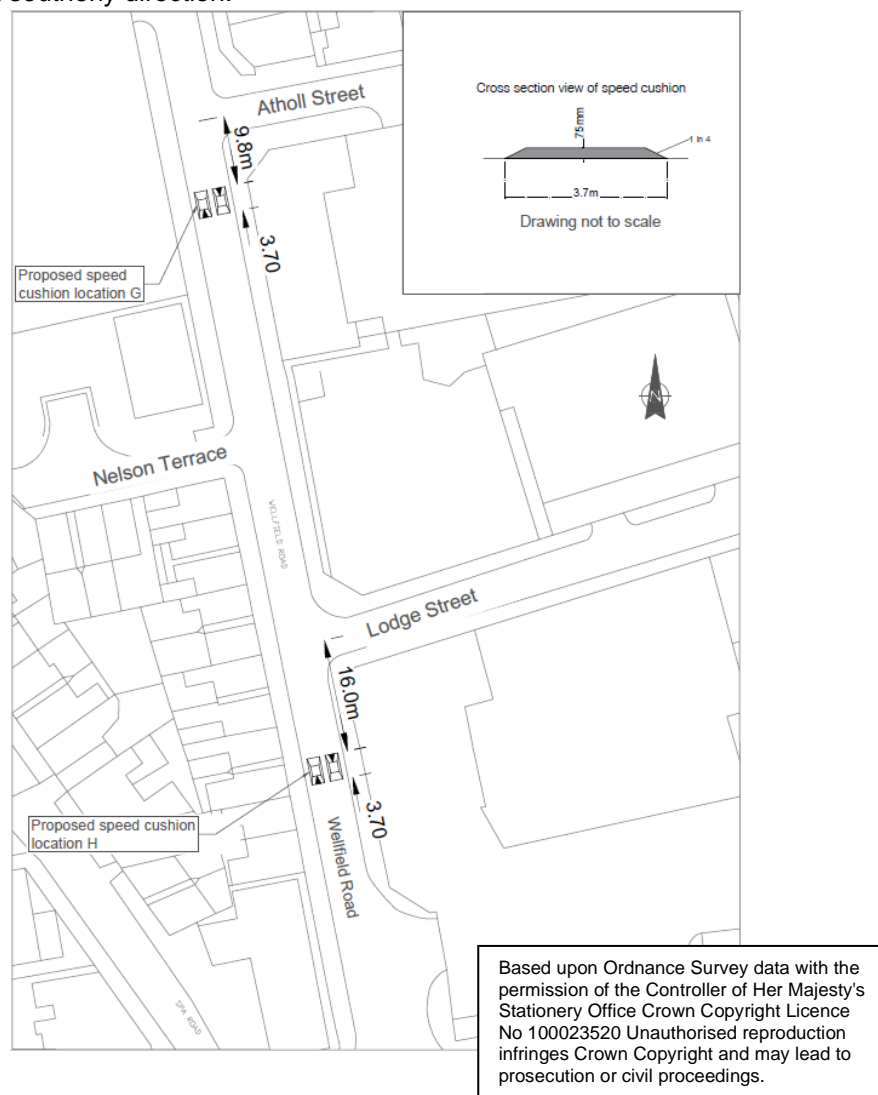 southerly direction.
Atholl Street
9.8m
3.70
Cross section view of speed cushion
75mm
1 in 4
3.7m
Drawing not to scale
Proposed speed
cushion location G
N
Nelson Terrace
WELLFIELD ROAD
Lodge Street
16.0m
3.70
Proposed speed cushion
location H
Wellfield Road
SPA ROAD
Based upon Ordnance Survey data with the
permission of the Controller of Her Majesty's
Stationery Office Crown Copyright Licence
No 100023520 Unauthorised reproduction
infringes Crown Copyright and may lead to
prosecution or civil proceedings.